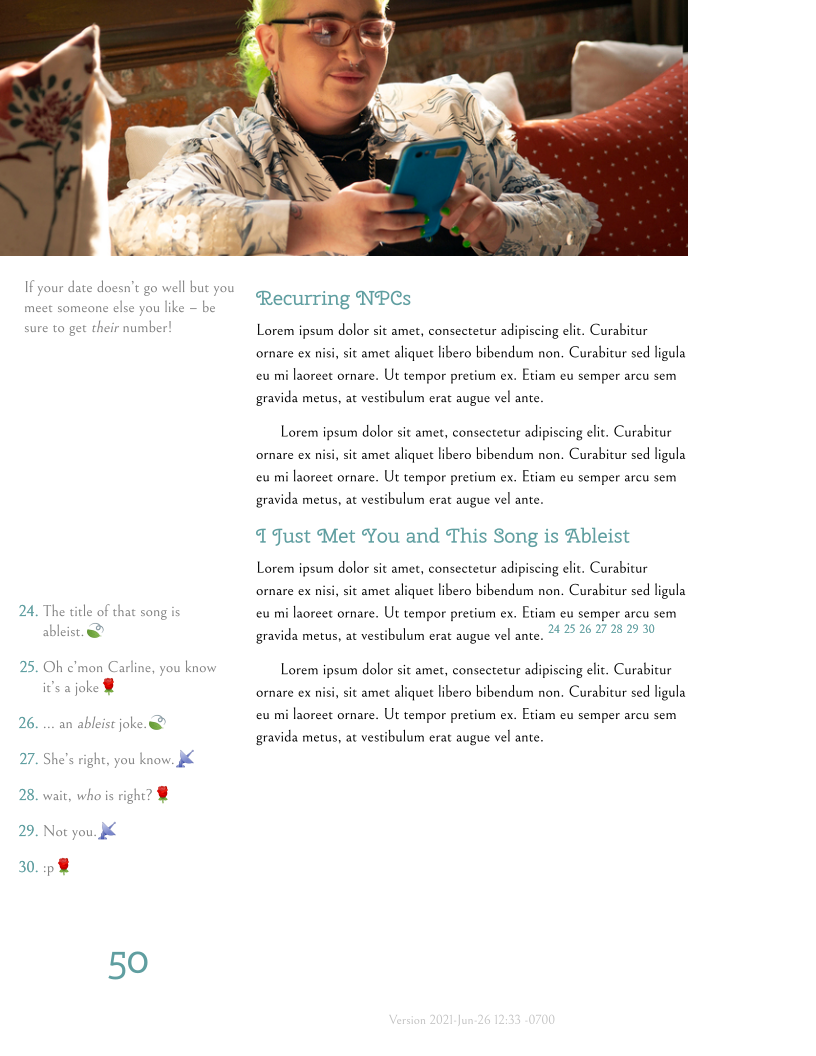 If your date doesn’t go well but you
meet someone else you like – be
sure to get their number!
Recurring NPCs
Lorem ipsum dolor sit amet, consectetur adipiscing elit. Curabitur
ornare ex nisi, sit amet aliquet libero bibendum non. Curabitur sed ligula
eu mi laoreet ornare. Ut tempor pretium ex. Etiam eu semper arcu sem
gravida metus, at vestibulum erat augue vel ante.
Lorem ipsum dolor sit amet, consectetur adipiscing elit. Curabitur
ornare ex nisi, sit amet aliquet libero bibendum non. Curabitur sed ligula
eu mi laoreet ornare. Ut tempor pretium ex. Etiam eu semper arcu sem
gravida metus, at vestibulum erat augue vel ante.
I Just Met You and This Song is Ableist
Lorem ipsum dolor sit amet, consectetur adipiscing elit. Curabitur
ornare ex nisi, sit amet aliquet libero bibendum non. Curabitur sed ligula
eu mi laoreet ornare. Ut tempor pretium ex. Etiam eu semper arcu sem
gravida metus, at vestibulum erat augue vel ante. 24 25 26 27 28 29 30
Lorem ipsum dolor sit amet, consectetur adipiscing elit. Curabitur
ornare ex nisi, sit amet aliquet libero bibendum non. Curabitur sed ligula
eu mi laoreet ornare. Ut tempor pretium ex. Etiam eu semper arcu sem
gravida metus, at vestibulum erat augue vel ante.
24. The title of that song is
ableist.
25. Oh c’mon Carline, you know
it’s a joke
26. ... an ableist joke.
27. She’s right, you know.
28. wait, who is right?
29. Not you.
30. :p
50
Version 2021-Jun-26 12:33 -0700